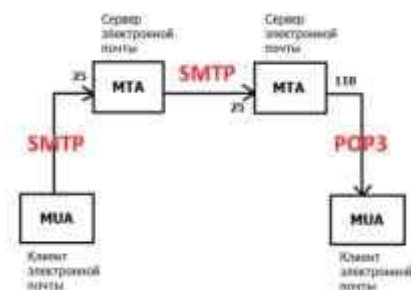 Сервер
электронной
почты
Сервер
электронной
почты
25
MTA
SMTP
25
MTA
110
SMTP
POP3
MUA
MUA
Клиент
электронной
почты
Клиент
электронной
почты